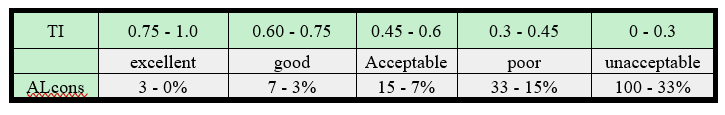 TI 0.75 - 1.0 0.60 - 0.75 0.45 - 0.6 0.3 - 0.45 0 - 0.3
excellent good Acceptable poor unacceptable
ALcons 3 - 0% 7 - 3% 15 - 7% 33 - 15% 100 - 33%